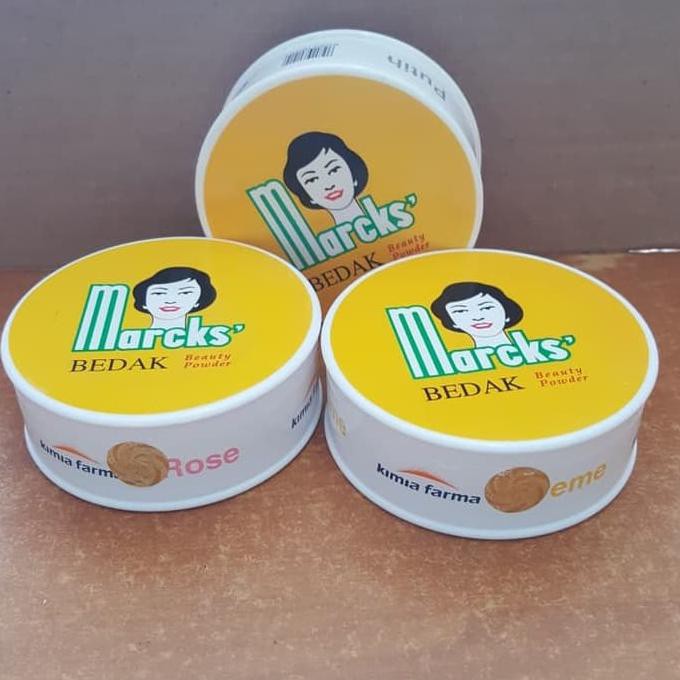 Putih
Marcks'
BEDAK Beauty
Powder
Marcks'
BEDAK Beauty
Powder
kimia farma
Rose
Marcks'
BEDAK Beauty
Powder
kimia farma
eme